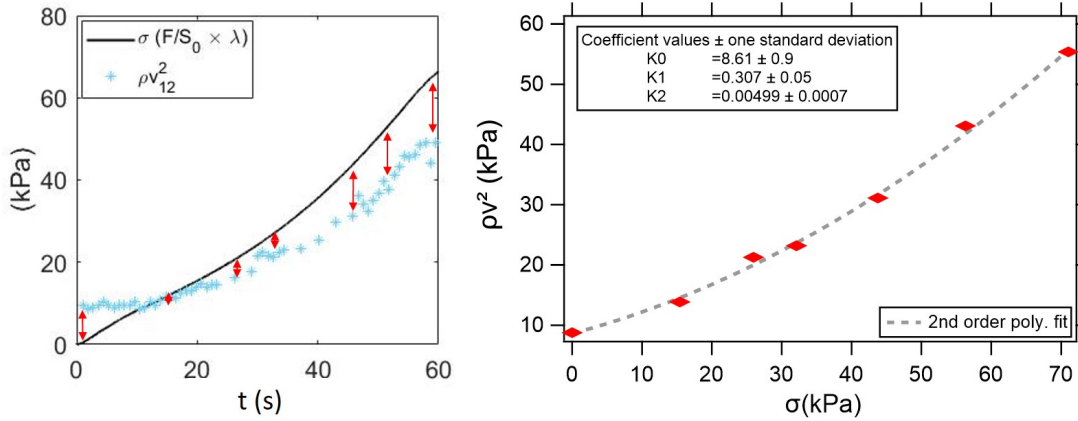 80
60
40
20
0
(kPa)
σ (F/S₀ × λ)
ρv²₁₂
0
20
40
60
t (s)
60
50
40
30
20
10
ρv² (kPa)
Coefficient values ± one standard deviation
K0 =8.61 ± 0.9
K1 =0.307 ± 0.05
K2 =0.00499 ± 0.0007
2nd order poly. fit
0
10
20
30
40
50
60
70
σ(kPa)